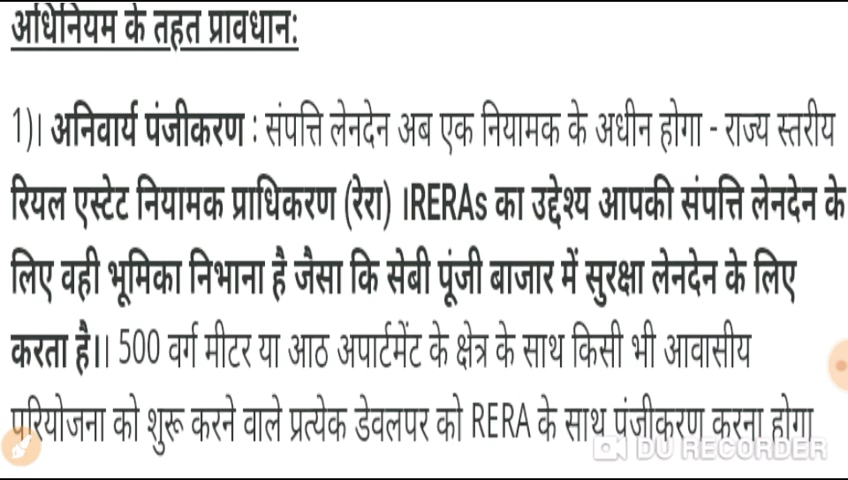 अधिनियम के तहत प्रावधान:
1)। अनिवार्य पंजीकरण : संपत्ति लेनदेन अब एक नियामक के अधीन होगा - राज्य स्तरीय
रियल एस्टेट नियामक प्राधिकरण (रेरा) ।RERAs का उद्देश्य आपकी संपत्ति लेनदेन के
लिए वही भूमिका निभाना है जैसा कि सेबी पूंजी बाजार में सुरक्षा लेनदेन के लिए
करता है।। 500 वर्ग मीटर या आठ अपार्टमेंट के क्षेत्र के साथ किसी भी आवासीय
परियोजना को शुरू करने वाले प्रत्येक डेवलपर को RERA के साथ पंजीकरण करना होगा
DU RECORDER